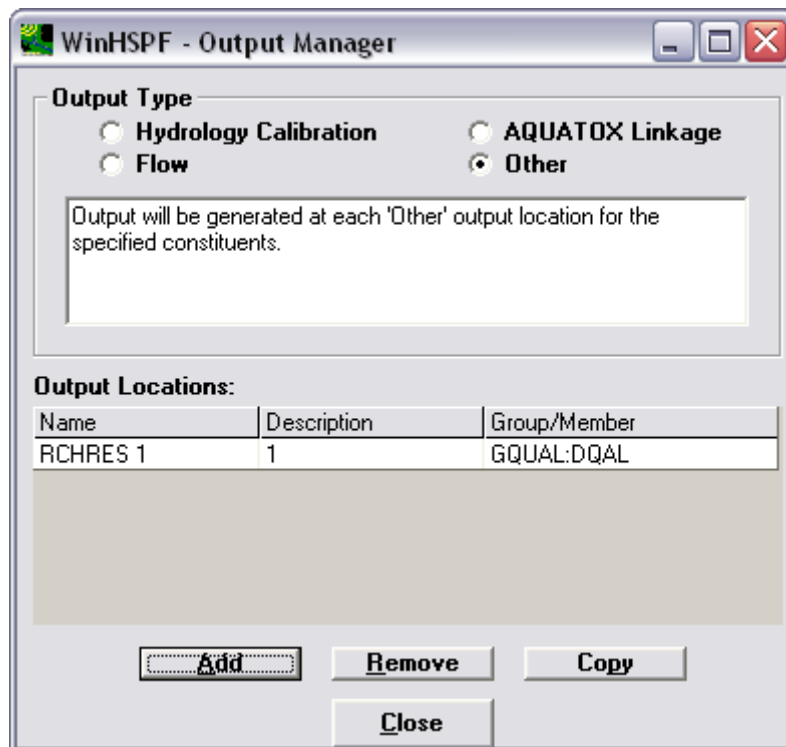 WinHSPF - Output Manager
Output Type
Hydrology Calibration
AQUATOX Linkage
Flow
Other
Output will be generated at each 'Other' output location for the
specified constituents.
Output Locations:
Name Description Group/Member
RCHRES 1 1 GQUAL:DQAL
Add Remove Copy
Close